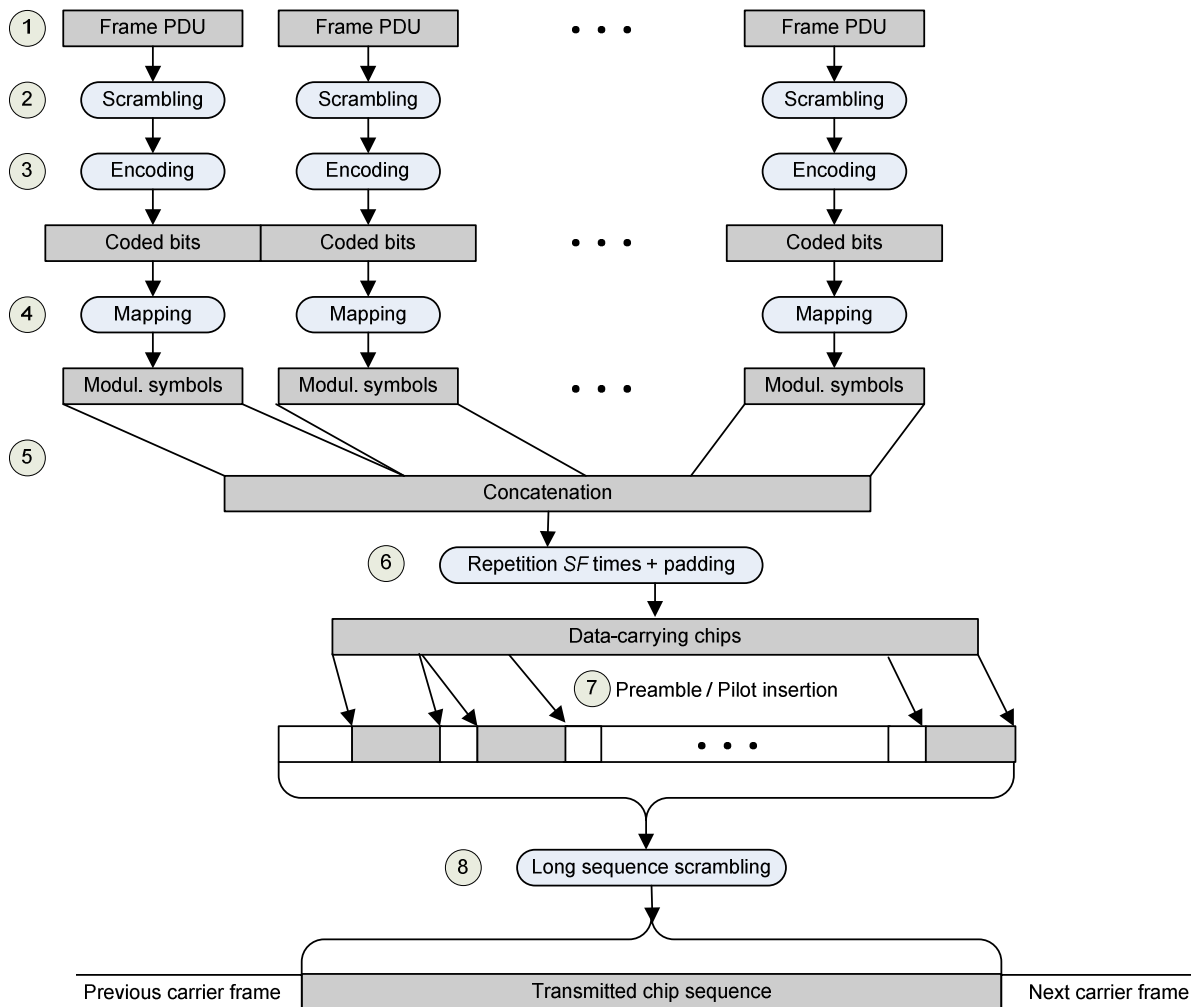 1 Frame PDU Frame PDU • • • Frame PDU
2 Scrambling Scrambling Scrambling
3 Encoding Encoding Encoding
Coded bits Coded bits • • • Coded bits
4 Mapping Mapping Mapping
Modul. symbols Modul. symbols • • • Modul. symbols
5
Concatenation
6 Repetition SF times + padding
Data-carrying chips
7 Preamble / Pilot insertion
• • •
8 Long sequence scrambling
Previous carrier frame Transmitted chip sequence Next carrier frame